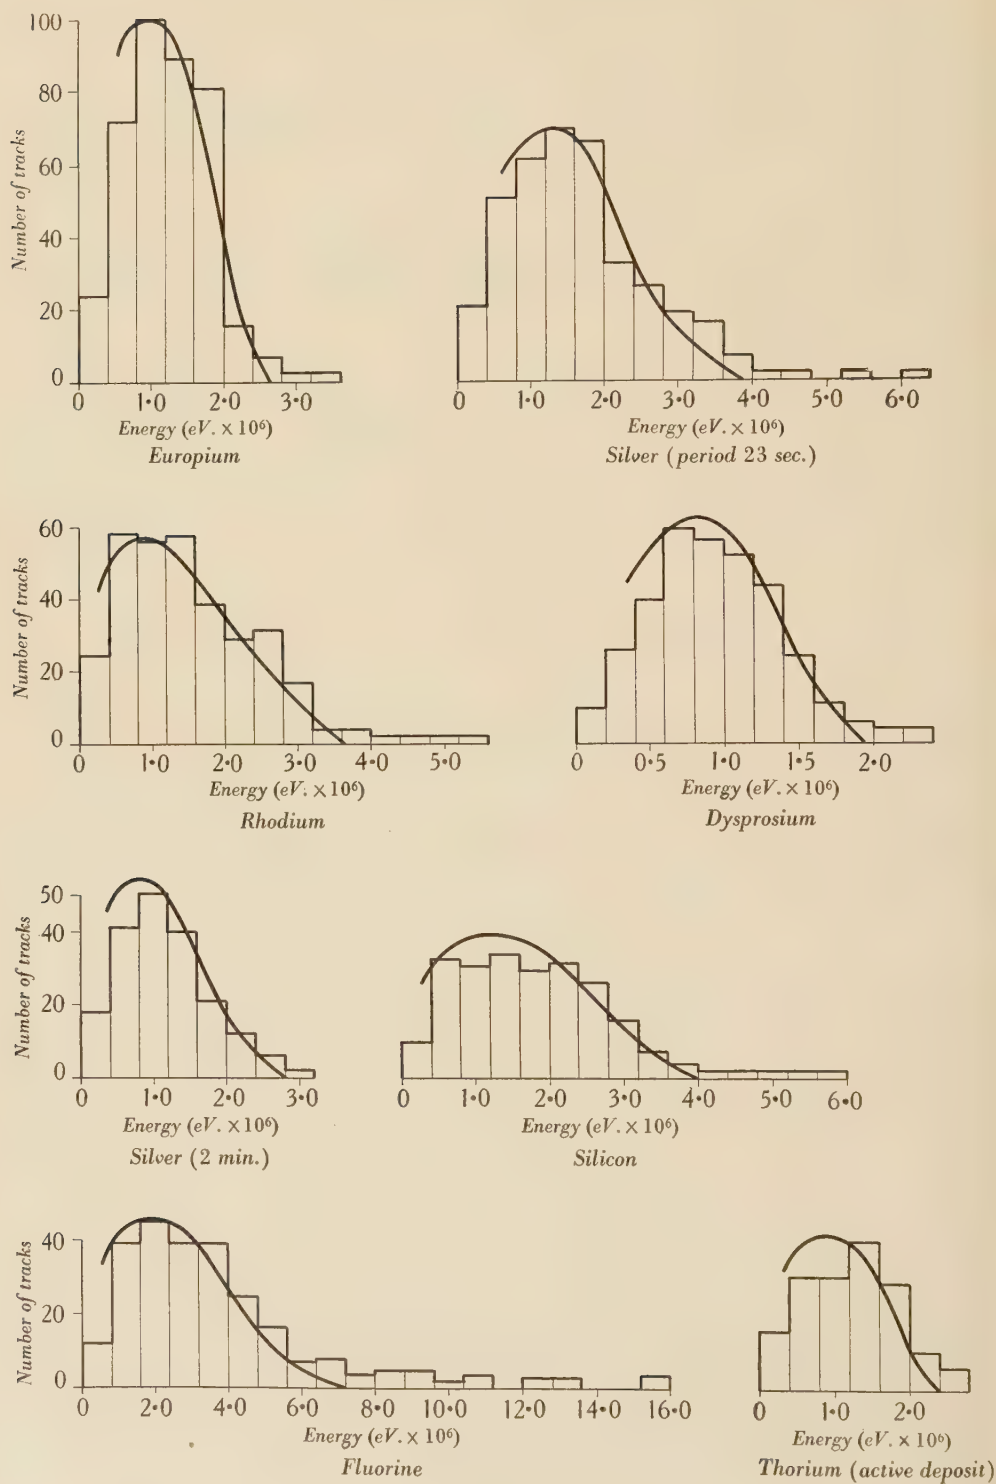 Number of tracks
100
80
60
40
20
0
0 1·0 2·0 3·0
Energy (eV. × 10⁶)
Europium
0 1·0 2·0 3·0 4·0 5·0 6·0
Energy (eV. × 10⁶)
Silver (period 23 sec.)
Number of tracks
60
40
20
0
0 1·0 2·0 3·0 4·0 5·0
Energy (eV. × 10⁶)
Rhodium
0 0·5 1·0 1·5 2·0
Energy (eV. × 10⁶)
Dysprosium
Number of tracks
50
40
20
0
0 1·0 2·0 3·0
Energy (eV. × 10⁶)
Silver (2 min.)
0 1·0 2·0 3·0 4·0 5·0 6·0
Energy (eV. × 10⁶)
Silicon
Number of tracks
40
20
0
0 2·0 4·0 6·0 8·0 10·0 12·0 14·0 16·0
Energy (eV. × 10⁶)
Fluorine
0 1·0 2·0
Energy (eV. × 10⁶)
Thorium (active deposit)